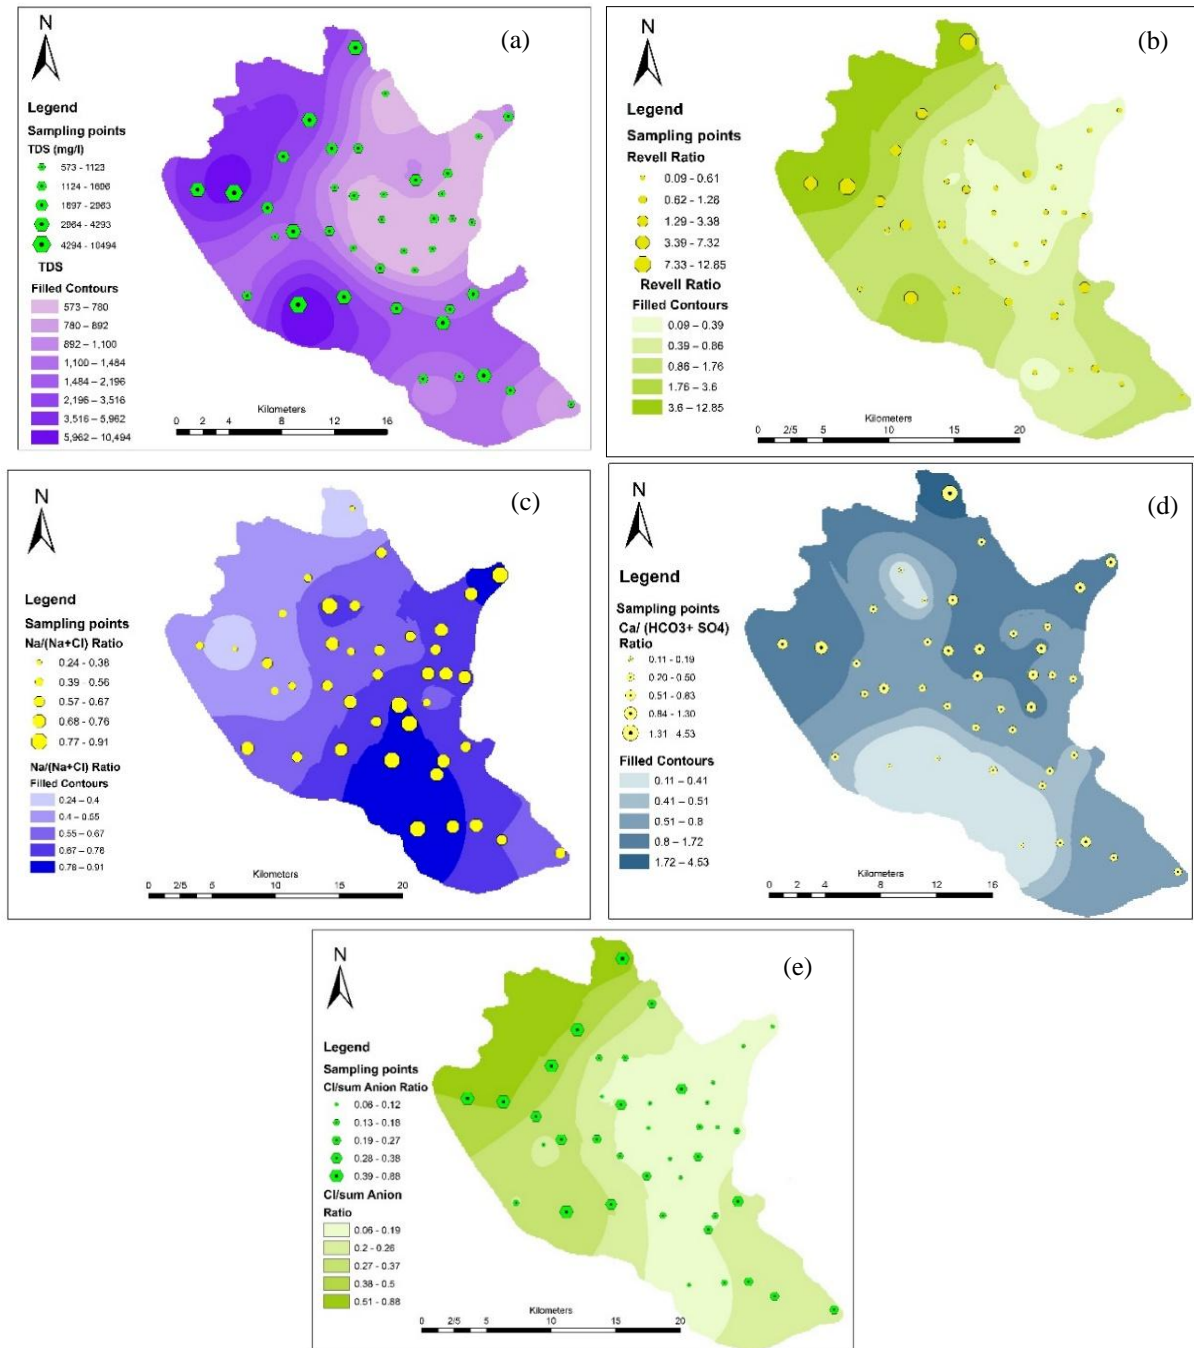 N
(a)
Legend
Sampling points
TDS (mg/l)
573 - 1123
1124 - 1606
1697 - 2963
2964 - 4293
4294 - 10494
TDS
Filled Contours
573 – 780
780 – 892
892 – 1,100
1,100 – 1,484
1,484 – 2,196
2,196 – 3,516
3,516 – 5,962
5,962 – 10,494
Kilometers
0 2 4 8 12 16
N
(b)
Legend
Sampling points
Revell Ratio
0.09 - 0.61
0.62 - 1.28
1.29 - 3.38
3.39 - 7.32
7.33 - 12.85
Revell Ratio
Filled Contours
0.09 – 0.39
0.39 – 0.86
0.86 – 1.76
1.76 – 3.6
3.6 – 12.85
Kilometers
0 2/5 5 10 15 20
N
(c)
Legend
Sampling points
Na/(Na+Cl) Ratio
0.24 - 0.38
0.39 - 0.56
0.57 - 0.67
0.68 - 0.76
0.77 - 0.91
Na/(Na+Cl) Ratio
Filled Contours
0.24 – 0.4
0.4 – 0.55
0.55 – 0.67
0.67 – 0.78
0.78 – 0.91
Kilometers
0 2/5 5 10 15 20
N
(d)
Legend
Sampling points
Ca/ (HCO3+ SO4)
Ratio
0.11 - 0.19
0.20 - 0.50
0.51 - 0.83
0.84 - 1.30
1.31 - 4.53
Filled Contours
0.11 – 0.41
0.41 – 0.51
0.51 – 0.8
0.8 – 1.72
1.72 – 4.53
Kilometers
0 2 4 8 12 16
N
(e)
Legend
Sampling points
Cl/sum Anion Ratio
0.06 - 0.12
0.13 - 0.18
0.19 - 0.27
0.28 - 0.38
0.39 - 0.88
Cl/sum Anion
Ratio
0.06 - 0.19
0.2 - 0.26
0.27 - 0.37
0.38 - 0.5
0.51 - 0.88
Kilometers
0 2/5 5 10 15 20